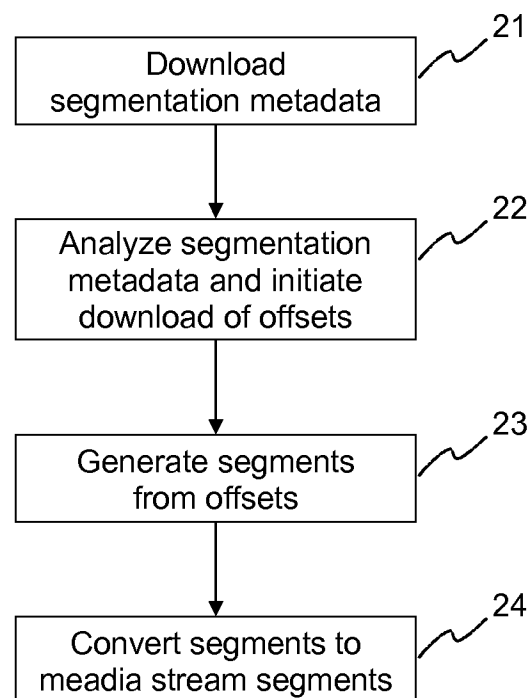 21
Download
segmentation metadata
22
Analyze segmentation
metadata and initiate
download of offsets
23
Generate segments
from offsets
24
Convert segments to
meadia stream segments